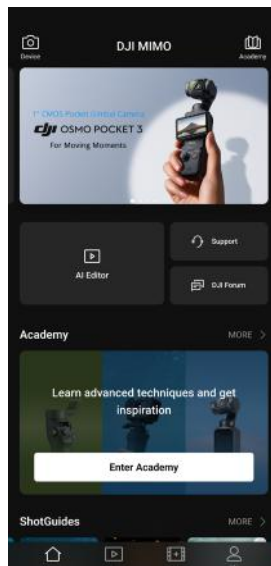 DJI MIMO
Device
Academy
1" CMOS Pocket Gimbal Camera
dji OSMO POCKET 3
For Moving Moments
AI Editor
Support
DJI Forum
Academy
MORE >
Learn advanced techniques and get
inspiration
Enter Academy
ShotGuides
MORE >